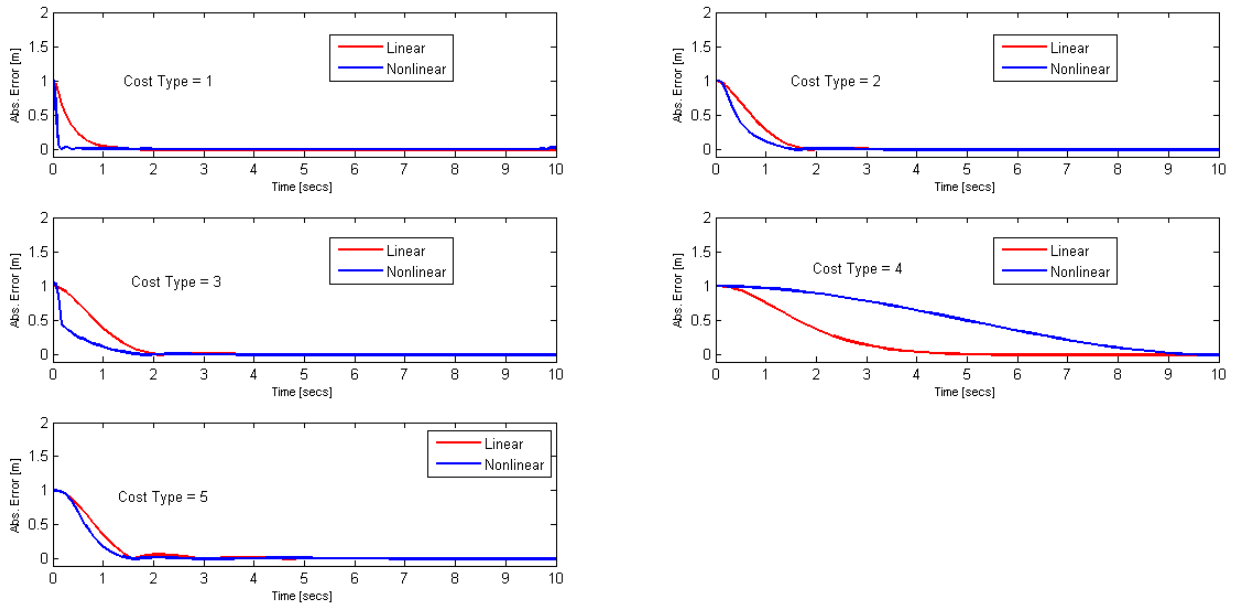 2
1.5
1
0.5
0
Abs. Error [m]
Cost Type = 1
Linear
Nonlinear
0 1 2 3 4 5 6 7 8 9 10
Time [secs]
2
1.5
1
0.5
0
Abs. Error [m]
Cost Type = 2
Linear
Nonlinear
0 1 2 3 4 5 6 7 8 9 10
Time [secs]
2
1.5
1
0.5
0
Abs. Error [m]
Cost Type = 3
Linear
Nonlinear
0 1 2 3 4 5 6 7 8 9 10
Time [secs]
2
1.5
1
0.5
0
Abs. Error [m]
Cost Type = 4
Linear
Nonlinear
0 1 2 3 4 5 6 7 8 9 10
Time [secs]
2
1.5
1
0.5
0
Abs. Error [m]
Cost Type = 5
Linear
Nonlinear
0 1 2 3 4 5 6 7 8 9 10
Time [secs]